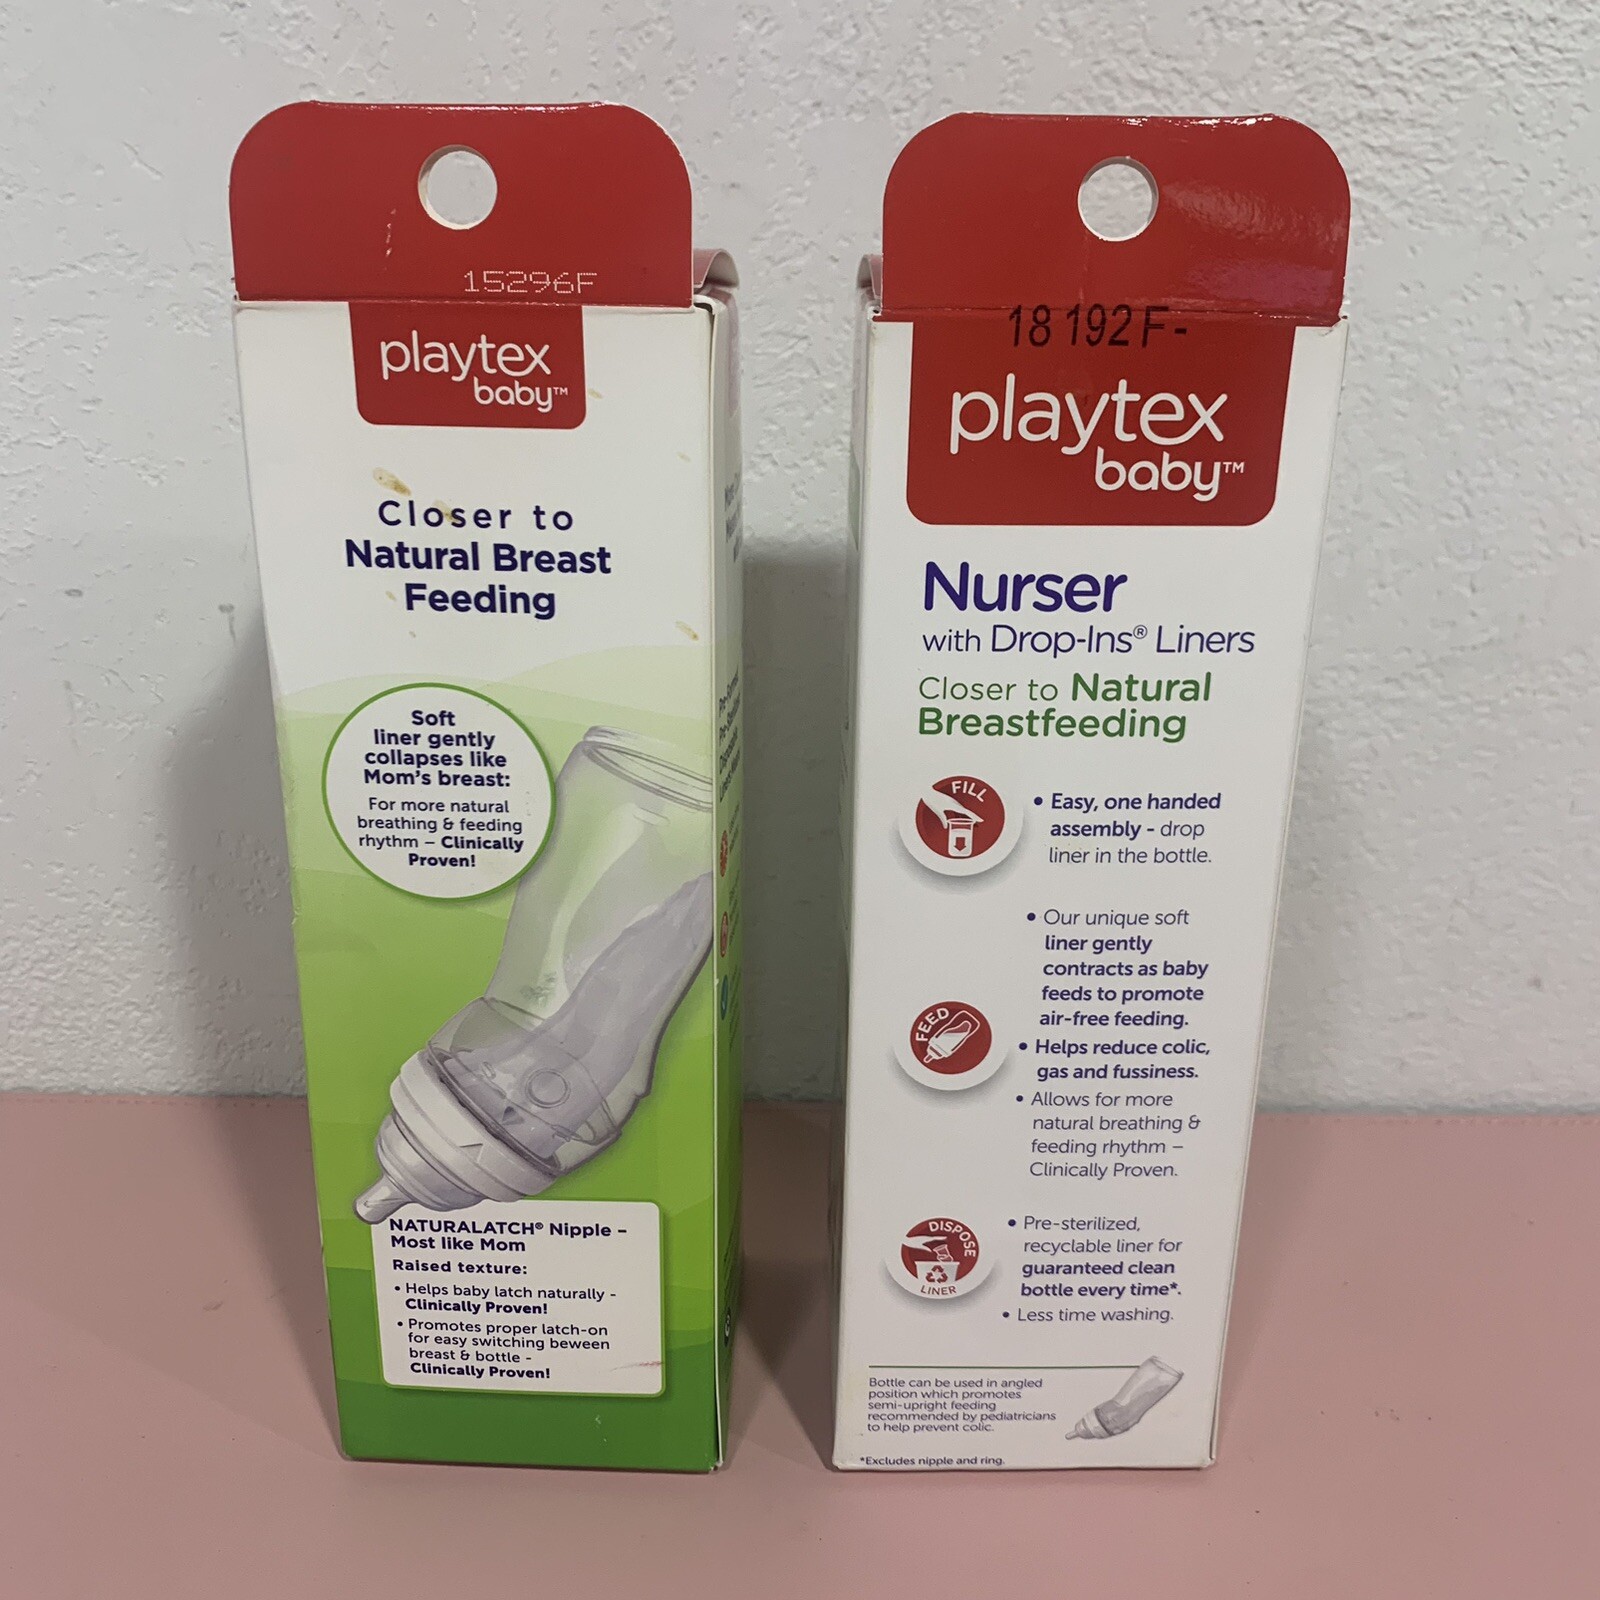 15296F
playtex
baby™
Closer to
Natural Breast
Feeding
Soft
liner gently
collapses like
Mom's breast:
For more natural
breathing & feeding
rhythm – Clinically
Proven!
NATURALATCH® Nipple –
Most like Mom
Raised texture:
• Helps baby latch naturally -
Clinically Proven!
• Promotes proper latch-on
for easy switching beween
breast & bottle -
Clinically Proven!
18 192 F-
playtex
baby™
Nurser
with Drop-Ins® Liners
Closer to Natural
Breastfeeding
FILL
• Easy, one handed
assembly - drop
liner in the bottle.
FEED
• Our unique soft
liner gently
contracts as baby
feeds to promote
air-free feeding.
• Helps reduce colic,
gas and fussiness.
• Allows for more
natural breathing &
feeding rhythm –
Clinically Proven.
DISPOSE
LINER
• Pre-sterilized,
recyclable liner for
guaranteed clean
bottle every time*.
• Less time washing.
Bottle can be used in angled
position which promotes
semi-upright feeding
recommended by pediatricians
to help prevent colic.
*Excludes nipple and ring.